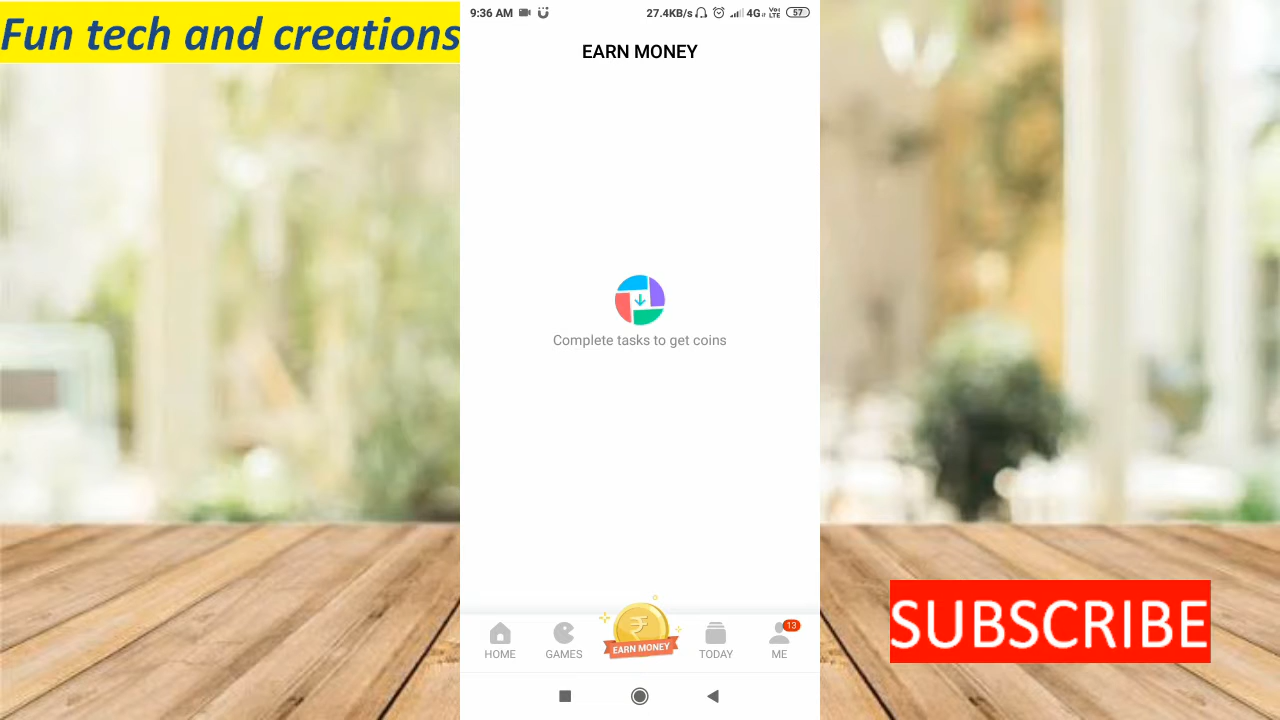 Fun tech and creations
9:36 AM
27.4KB/s 4G VoLTE 57
EARN MONEY
Complete tasks to get coins
₹
EARN MONEY
HOME
GAMES
TODAY
13
ME
SUBSCRIBE